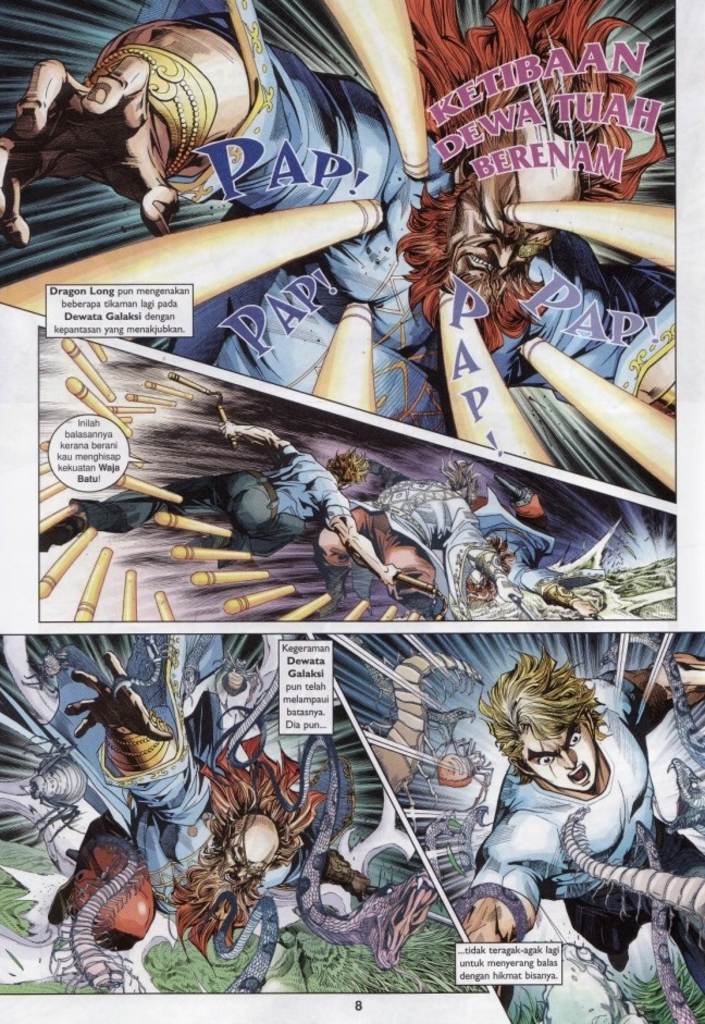 KETIBAAN
DEWA TUAH
BERENAM
PAP!
PAP!
PAP!
PAP!
Dragon Long pun mengenakan
beberapa tikaman lagi pada
Dewata Galaksi dengan
kepantasan yang menakjubkan.
Inilah
balasannya
kerana berani
kau menghisap
kekuatan Waja
Batu!
Kegeraman
Dewata
Galaksi
pun telah
melampaui
batasnya.
Dia pun...
...tidak teragak-agak lagi
untuk menyerang balas
dengan hikmat bisanya.
8